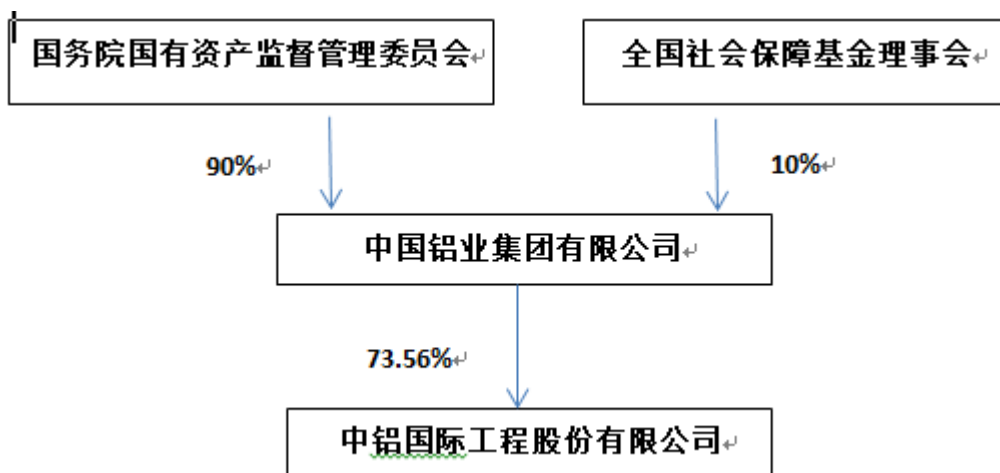 国务院国有资产监督管理委员会
全国社会保障基金理事会
90%
10%
中国铝业集团有限公司
73.56%
中铝国际工程股份有限公司